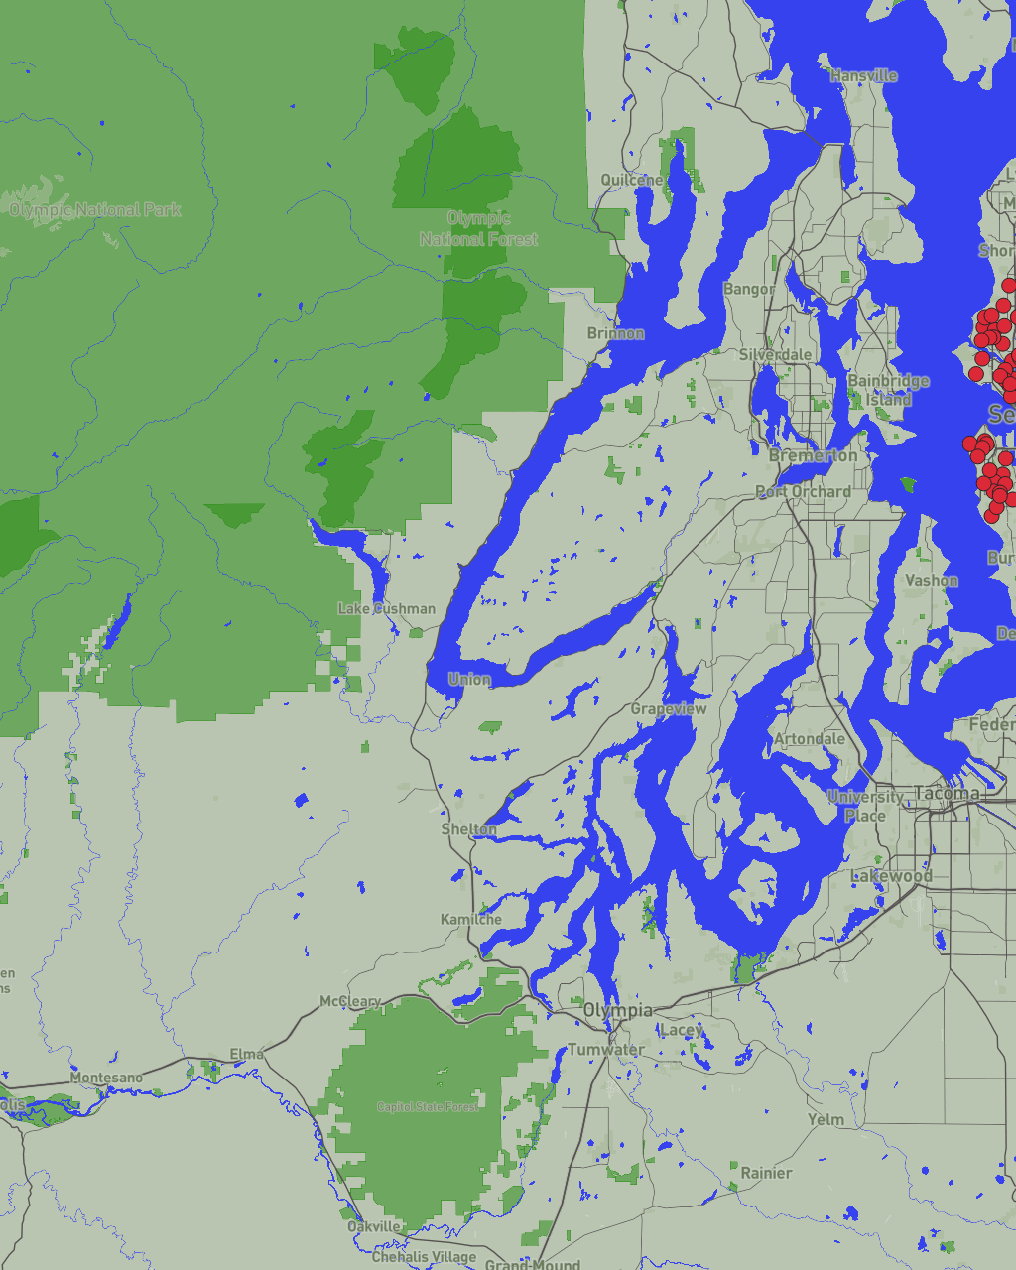 Hansville
Quilcene
Olympic National Park
Olympic
National Forest
Shor
Bangor
Brinnon
Silverdale
Bainbridge
Island
Se
Bremerton
Port Orchard
Bur
Vashon
Lake Cushman
De
Union
Grapeview
Feder
Artondale
Tacoma
University
Place
Shelton
Lakewood
Kamilche
en
ns
McCleary
Olympia
Lacey
Tumwater
Elma
Montesano
olis
Capitol State Forest
Yelm
Rainier
Oakville
Chehalis Village
Grand Mound